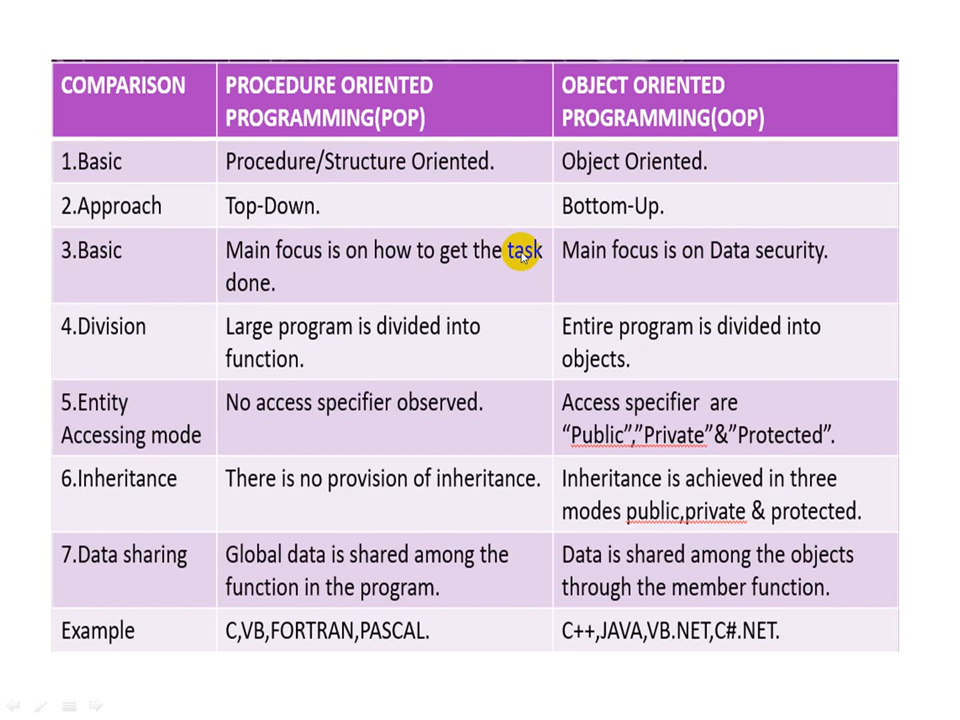 COMPARISON
PROCEDURE ORIENTED
PROGRAMMING(POP)
OBJECT ORIENTED
PROGRAMMING(OOP)
1.Basic
Procedure/Structure Oriented.
Object Oriented.
2.Approach
Top-Down.
Bottom-Up.
3.Basic
Main focus is on how to get the task
done.
Main focus is on Data security.
4.Division
Large program is divided into
function.
Entire program is divided into
objects.
5.Entity
Accessing mode
No access specifier observed.
Access specifier are
“Public”,”Private”&”Protected”.
6.Inheritance
There is no provision of inheritance.
Inheritance is achieved in three
modes public,private & protected.
7.Data sharing
Global data is shared among the
function in the program.
Data is shared among the objects
through the member function.
Example
C,VB,FORTRAN,PASCAL.
C++,JAVA,VB.NET,C#.NET.